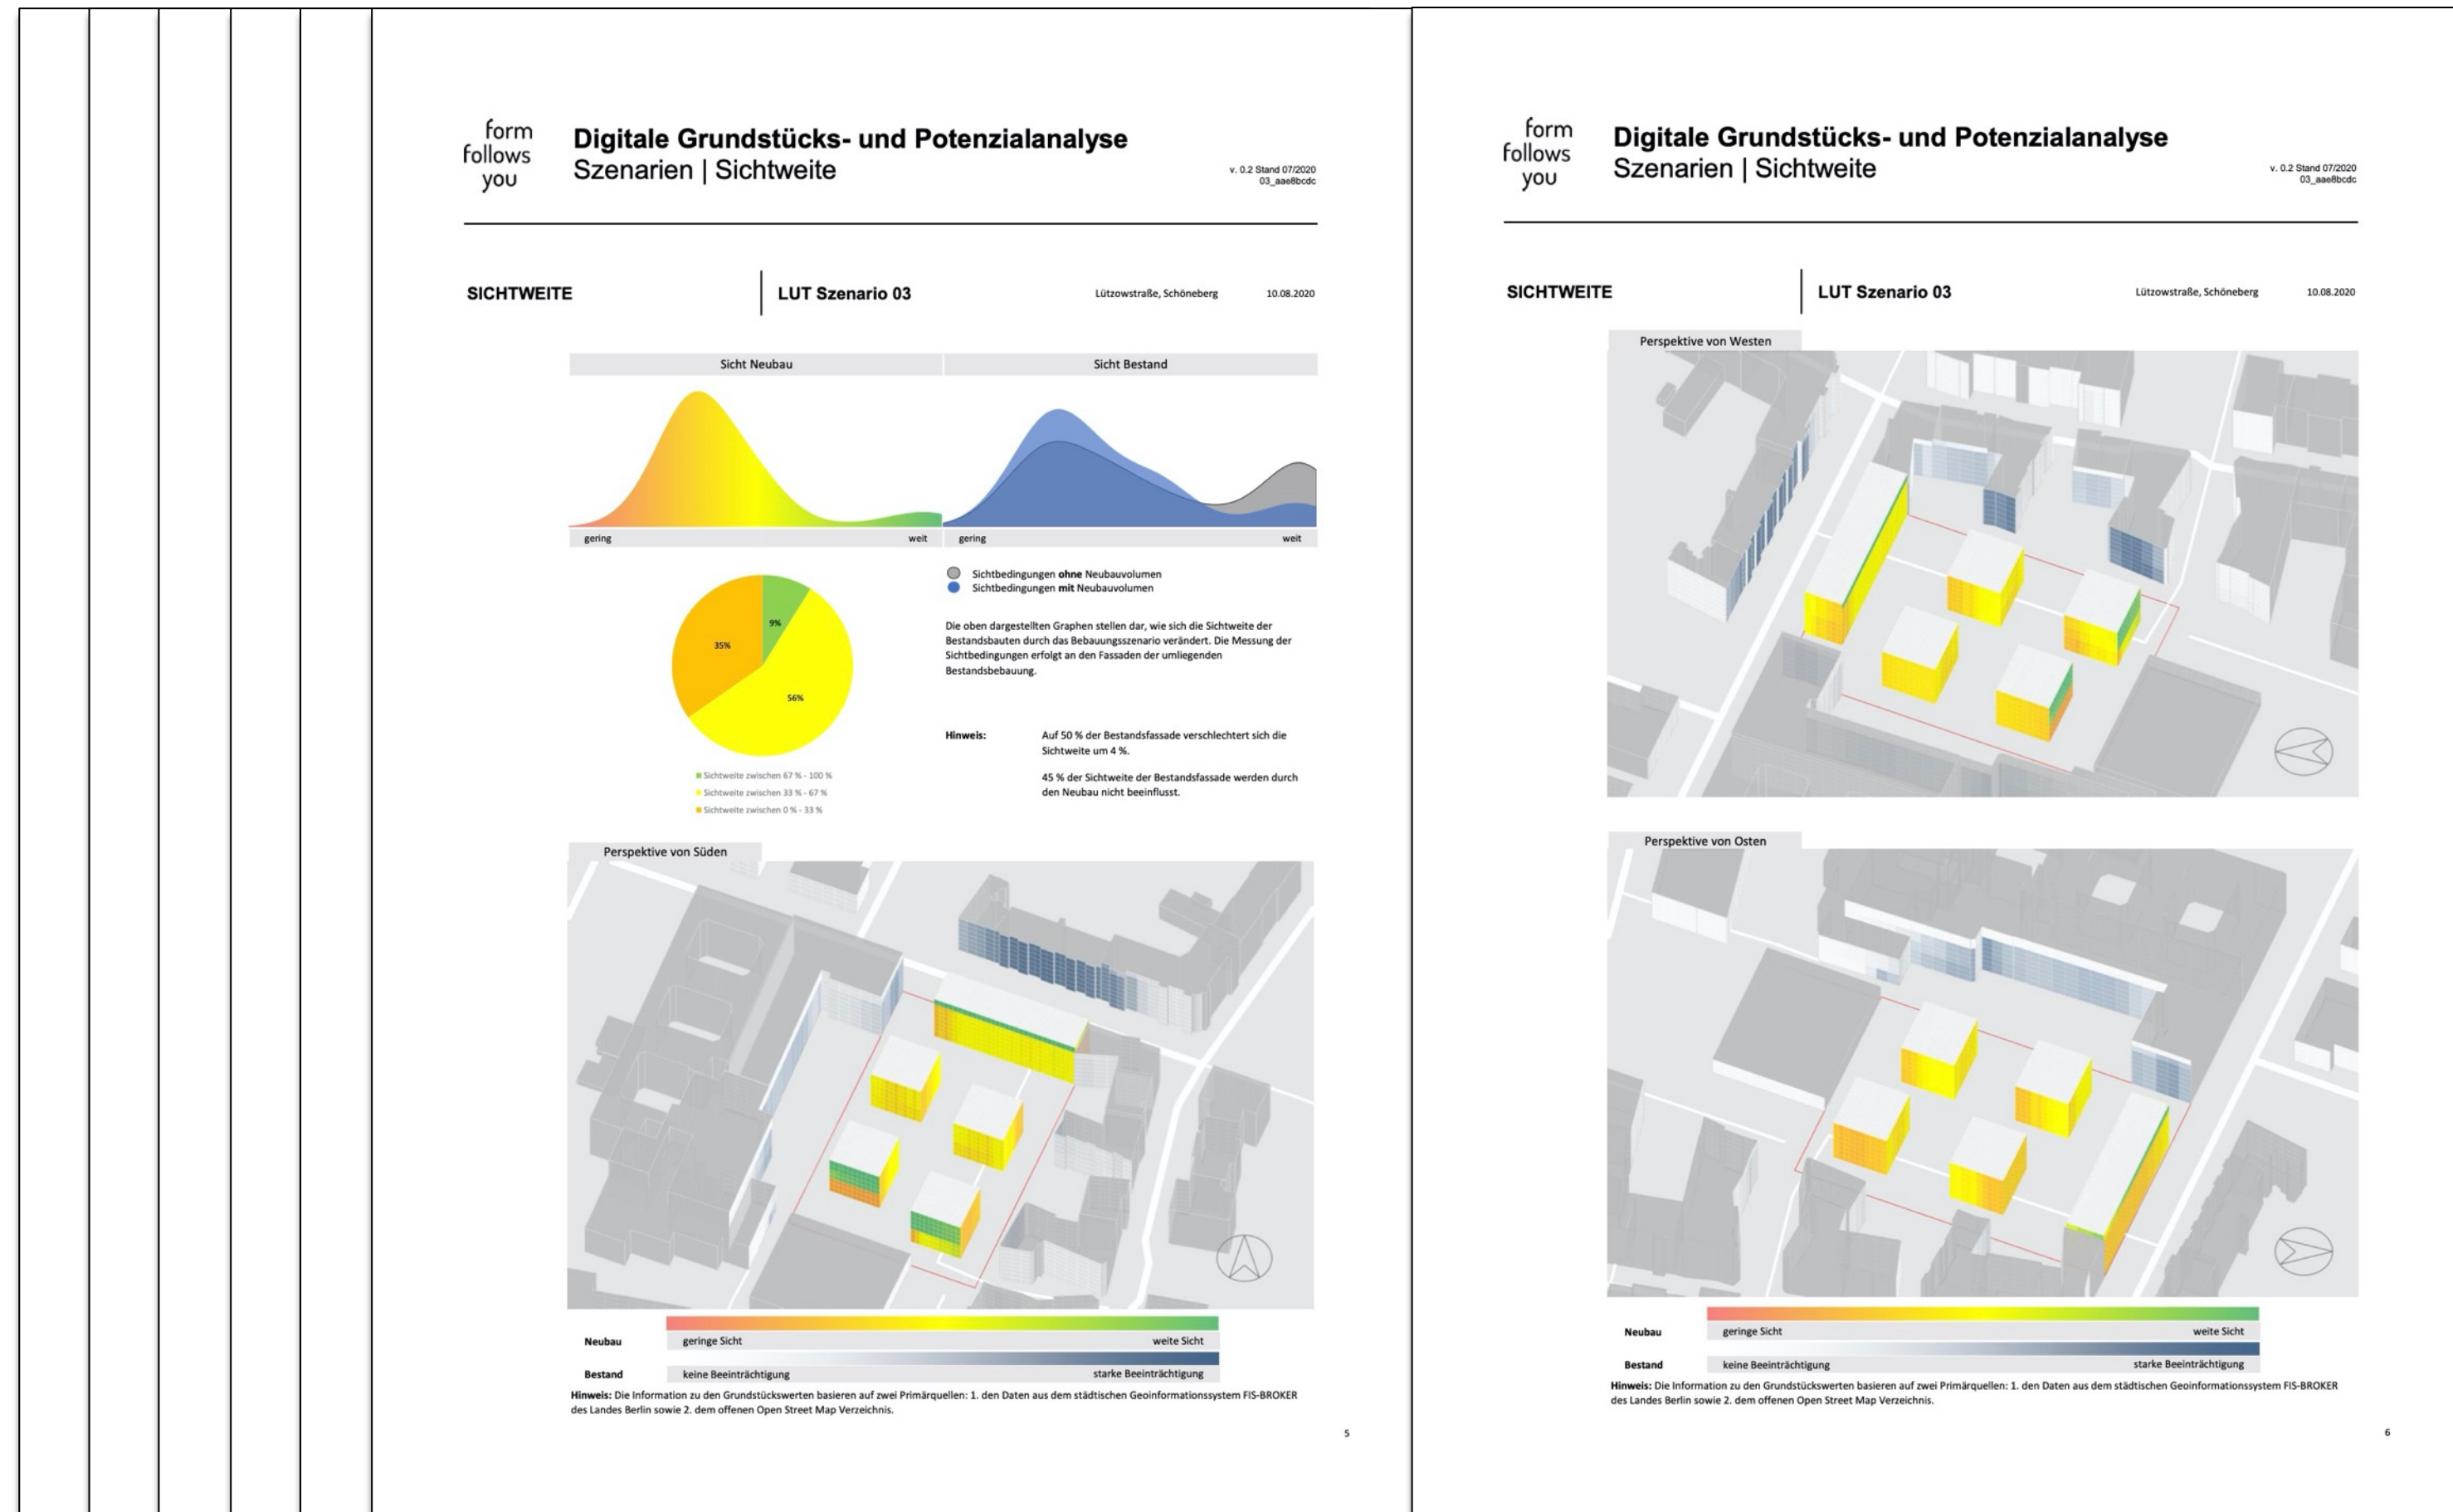 form
follows
you
Digitale Grundstücks- und Potenzialanalyse
Szenarien | Sichtweite
v. 0.2 Stand 07/2020
03_aae8bcdc
SICHTWEITE
LUT Szenario 03
Lützowstraße, Schöneberg
10.08.2020
Sicht Neubau
Sicht Bestand
gering
weit
gering
weit
9%
35%
56%
Sichtweite zwischen 67 % - 100 %
Sichtweite zwischen 33 % - 67 %
Sichtweite zwischen 0 % - 33 %
Sichtbedingungen ohne Neubauvolumen
Sichtbedingungen mit Neubauvolumen
Die oben dargestellten Graphen stellen dar, wie sich die Sichtweite der
Bestandsbauten durch das Bebauungsszenario verändert. Die Messung der
Sichtbedingungen erfolgt an den Fassaden der umliegenden
Bestandsbebauung.
Hinweis:
Auf 50 % der Bestandsfassade verschlechtert sich die
Sichtweite um 4 %.
45 % der Sichtweite der Bestandsfassade werden durch
den Neubau nicht beeinflusst.
Perspektive von Süden
Neubau
geringe Sicht
weite Sicht
Bestand
keine Beeinträchtigung
starke Beeinträchtigung
Hinweis: Die Information zu den Grundstückswerten basieren auf zwei Primärquellen: 1. den Daten aus dem städtischen Geoinformationssystem FIS-BROKER
des Landes Berlin sowie 2. dem offenen Open Street Map Verzeichnis.
5
form
follows
you
Digitale Grundstücks- und Potenzialanalyse
Szenarien | Sichtweite
v. 0.2 Stand 07/2020
03_aae8bcdc
SICHTWEITE
LUT Szenario 03
Lützowstraße, Schöneberg
10.08.2020
Perspektive von Westen
Perspektive von Osten
Neubau
geringe Sicht
weite Sicht
Bestand
keine Beeinträchtigung
starke Beeinträchtigung
Hinweis: Die Information zu den Grundstückswerten basieren auf zwei Primärquellen: 1. den Daten aus dem städtischen Geoinformationssystem FIS-BROKER
des Landes Berlin sowie 2. dem offenen Open Street Map Verzeichnis.
6